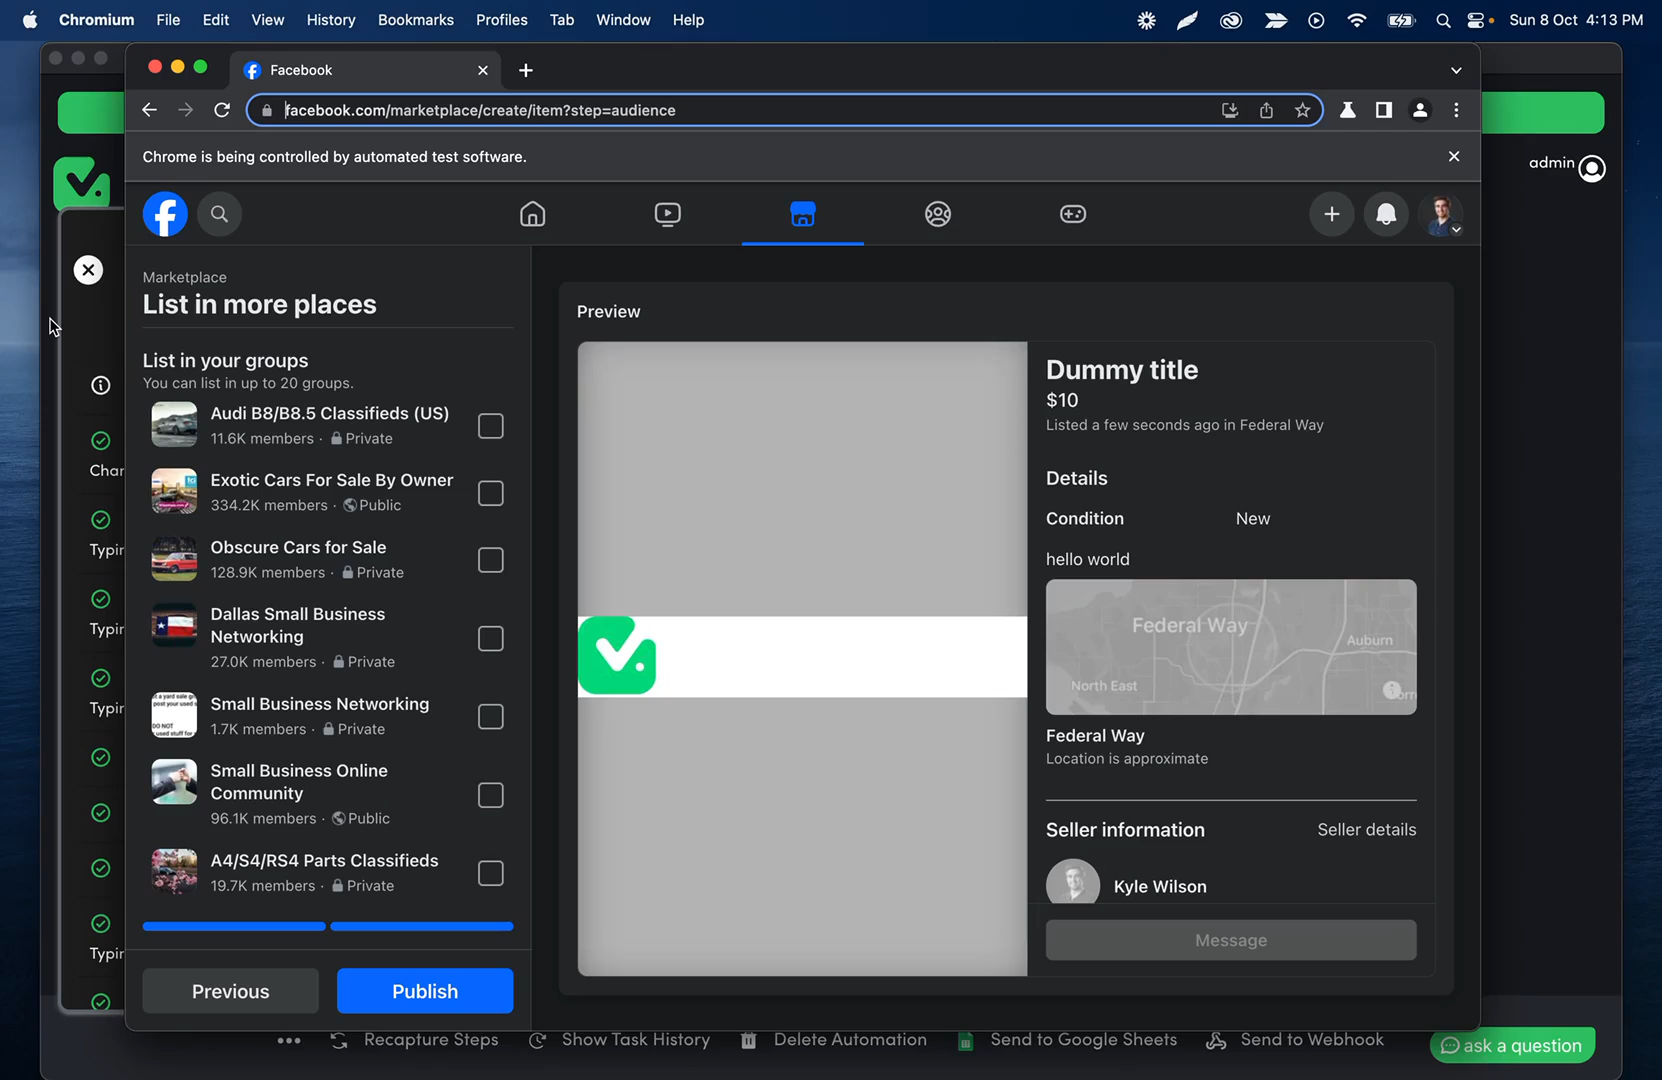 Chromium File Edit View History Bookmarks Profiles Tab Window Help Sun 8 Oct 4:13 PM
Facebook
facebook.com/marketplace/create/item?step=audience
Chrome is being controlled by automated test software.
admin
Marketplace
List in more places
List in your groups
You can list in up to 20 groups.
Audi B8/B8.5 Classifieds (US)
11.6K members · Private
Exotic Cars For Sale By Owner
334.2K members · Public
Obscure Cars for Sale
128.9K members · Private
Dallas Small Business
Networking
27.0K members · Private
Small Business Networking
1.7K members · Private
Small Business Online
Community
96.1K members · Public
A4/S4/RS4 Parts Classifieds
19.7K members · Private
Previous Publish
Char
Typin
Typin
Typin
Typin
Preview
Dummy title
$10
Listed a few seconds ago in Federal Way
Details
Condition New
hello world
Federal Way
Auburn
North East
Federal Way
Location is approximate
Seller information Seller details
Kyle Wilson
Message
Recapture Steps Show Task History Delete Automation Send to Google Sheets Send to Webhook ask a question